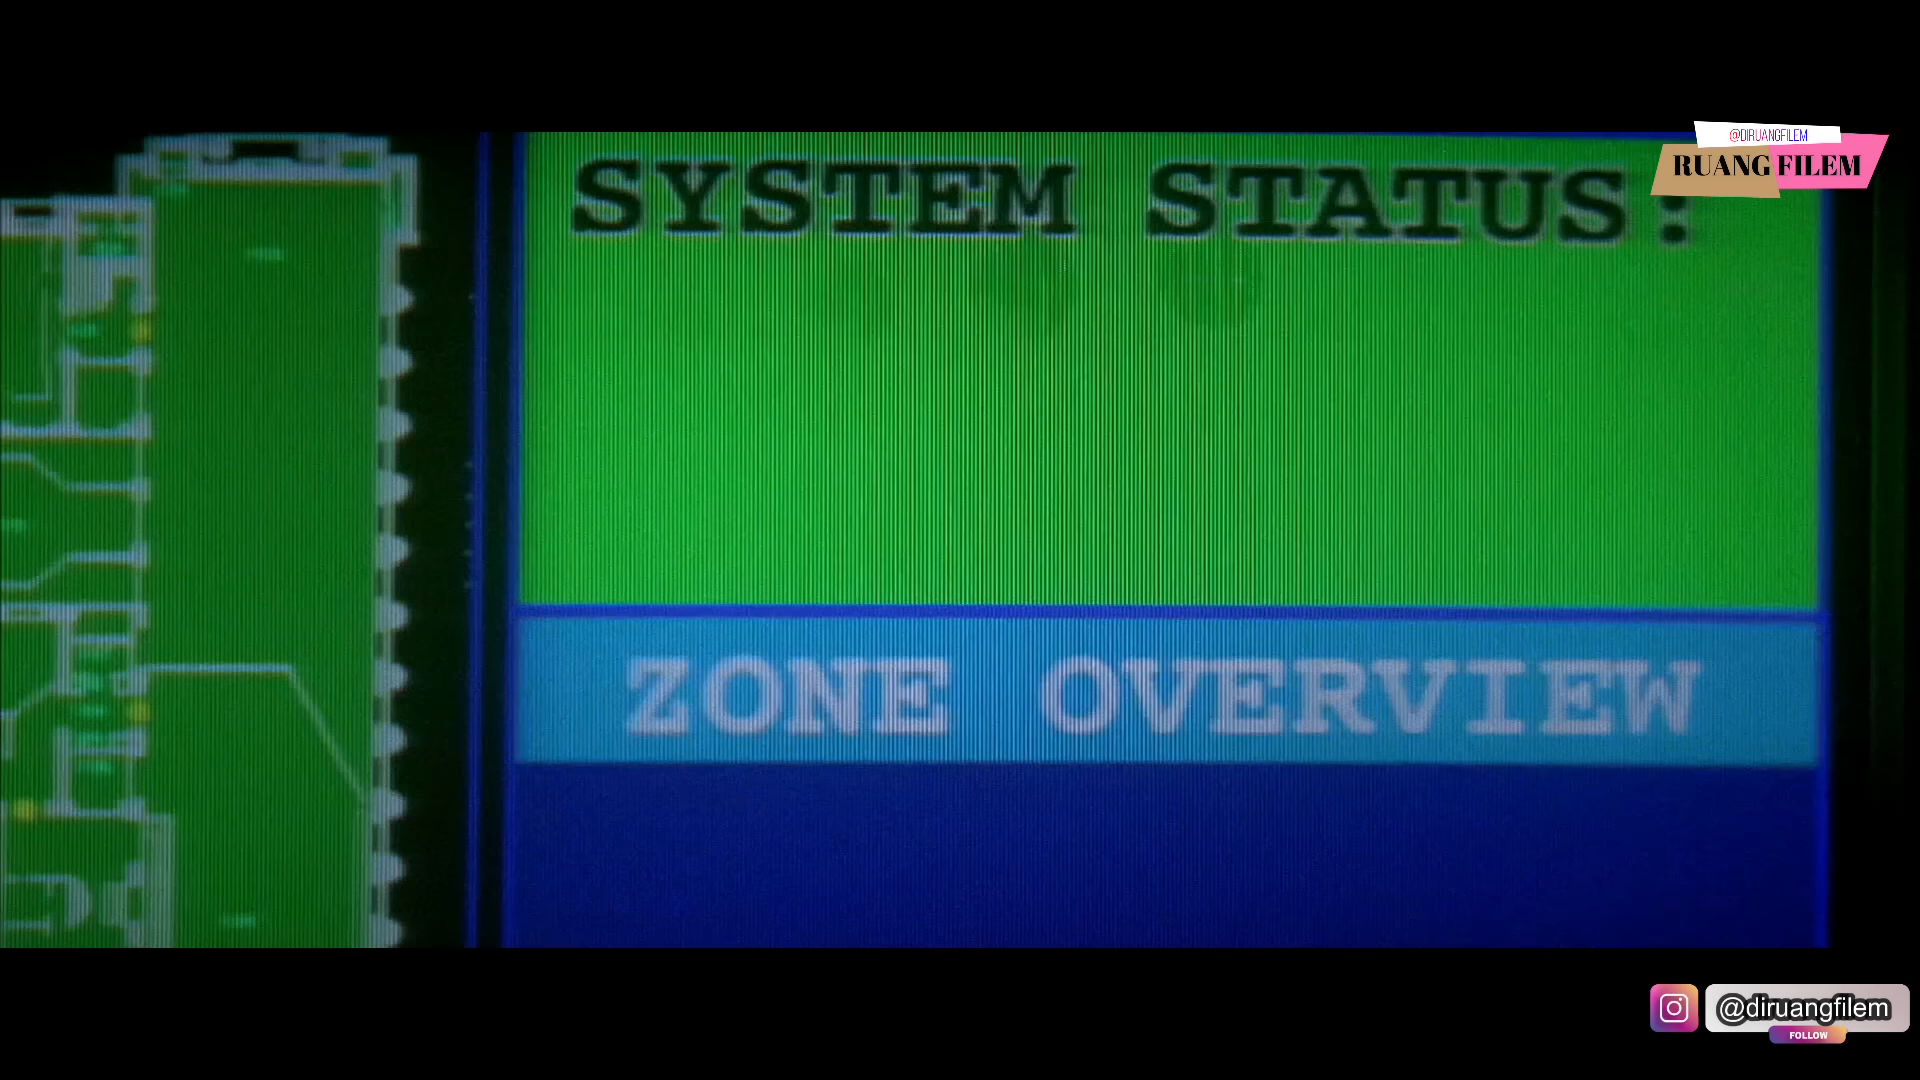 @DIRUANGFILEM
RUANG FILEM
SYSTEM STATUS:
ZONE OVERVIEW
@diruangfilem
FOLLOW